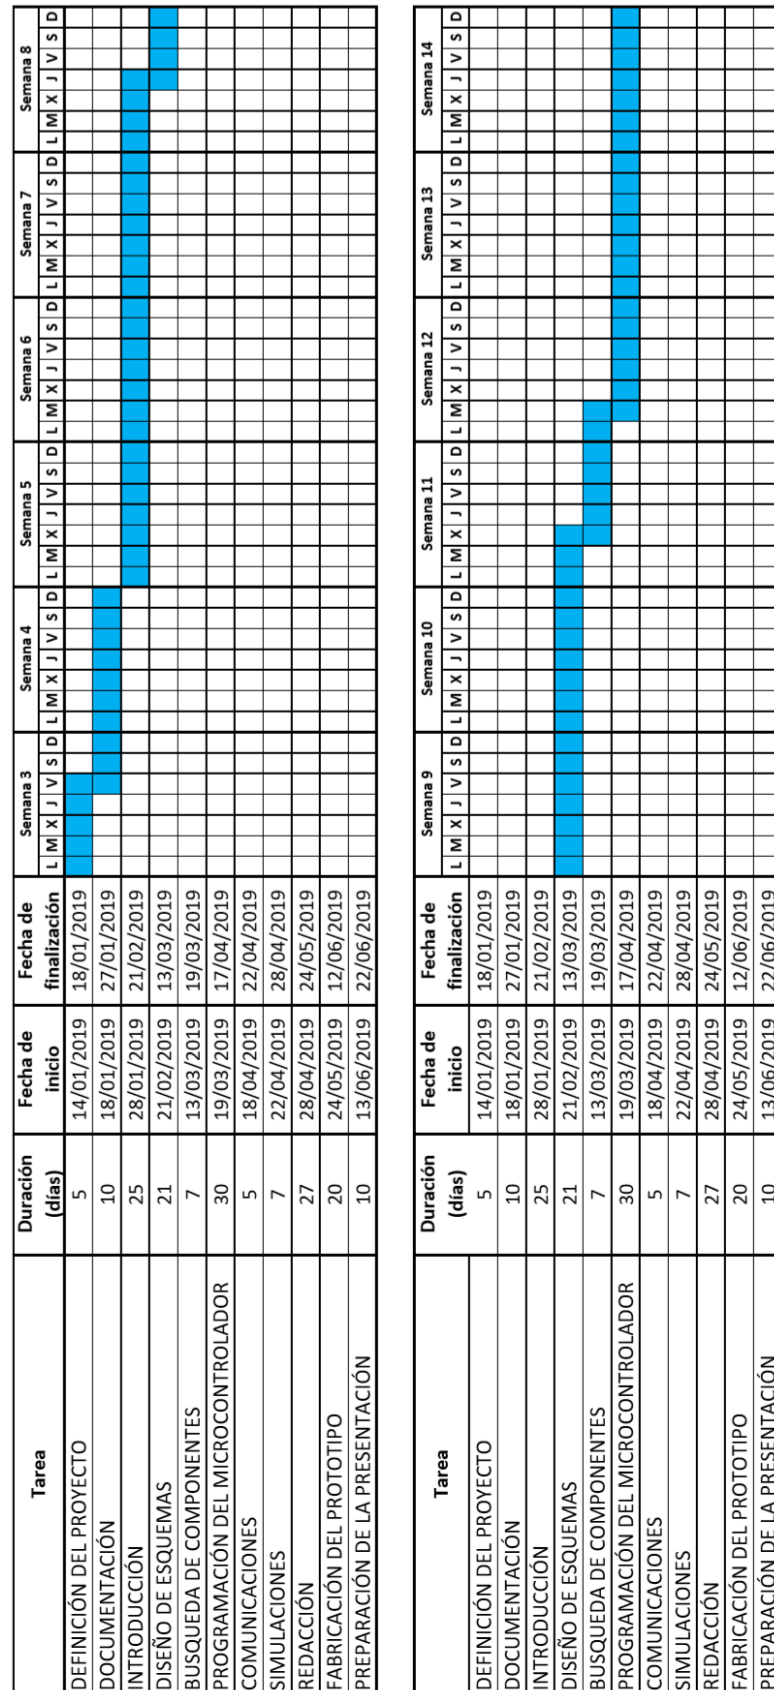 Tarea Duración (días) Fecha de inicio Fecha de finalización Semana 3 Semana 4 Semana 5 Semana 6 Semana 7 Semana 8
L M X J V S D L M X J V S D L M X J V S D L M X J V S D L M X J V S D L M X J V S D
DEFINICIÓN DEL PROYECTO 5 14/01/2019 18/01/2019
DOCUMENTACIÓN 10 18/01/2019 27/01/2019
INTRODUCCIÓN 25 28/01/2019 21/02/2019
DISEÑO DE ESQUEMAS 21 21/02/2019 13/03/2019
BUSQUEDA DE COMPONENTES 7 13/03/2019 19/03/2019
PROGRAMACIÓN DEL MICROCONTROLADOR 30 19/03/2019 17/04/2019
COMUNICACIONES 5 18/04/2019 22/04/2019
SIMULACIONES 7 22/04/2019 28/04/2019
REDACCIÓN 27 28/04/2019 24/05/2019
FABRICACIÓN DEL PROTOTIPO 20 24/05/2019 12/06/2019
PREPARACIÓN DE LA PRESENTACIÓN 10 13/06/2019 22/06/2019
Tarea Duración (días) Fecha de inicio Fecha de finalización Semana 9 Semana 10 Semana 11 Semana 12 Semana 13 Semana 14
L M X J V S D L M X J V S D L M X J V S D L M X J V S D L M X J V S D L M X J V S D
DEFINICIÓN DEL PROYECTO 5 14/01/2019 18/01/2019
DOCUMENTACIÓN 10 18/01/2019 27/01/2019
INTRODUCCIÓN 25 28/01/2019 21/02/2019
DISEÑO DE ESQUEMAS 21 21/02/2019 13/03/2019
BUSQUEDA DE COMPONENTES 7 13/03/2019 19/03/2019
PROGRAMACIÓN DEL MICROCONTROLADOR 30 19/03/2019 17/04/2019
COMUNICACIONES 5 18/04/2019 22/04/2019
SIMULACIONES 7 22/04/2019 28/04/2019
REDACCIÓN 27 28/04/2019 24/05/2019
FABRICACIÓN DEL PROTOTIPO 20 24/05/2019 12/06/2019
PREPARACIÓN DE LA PRESENTACIÓN 10 13/06/2019 22/06/2019